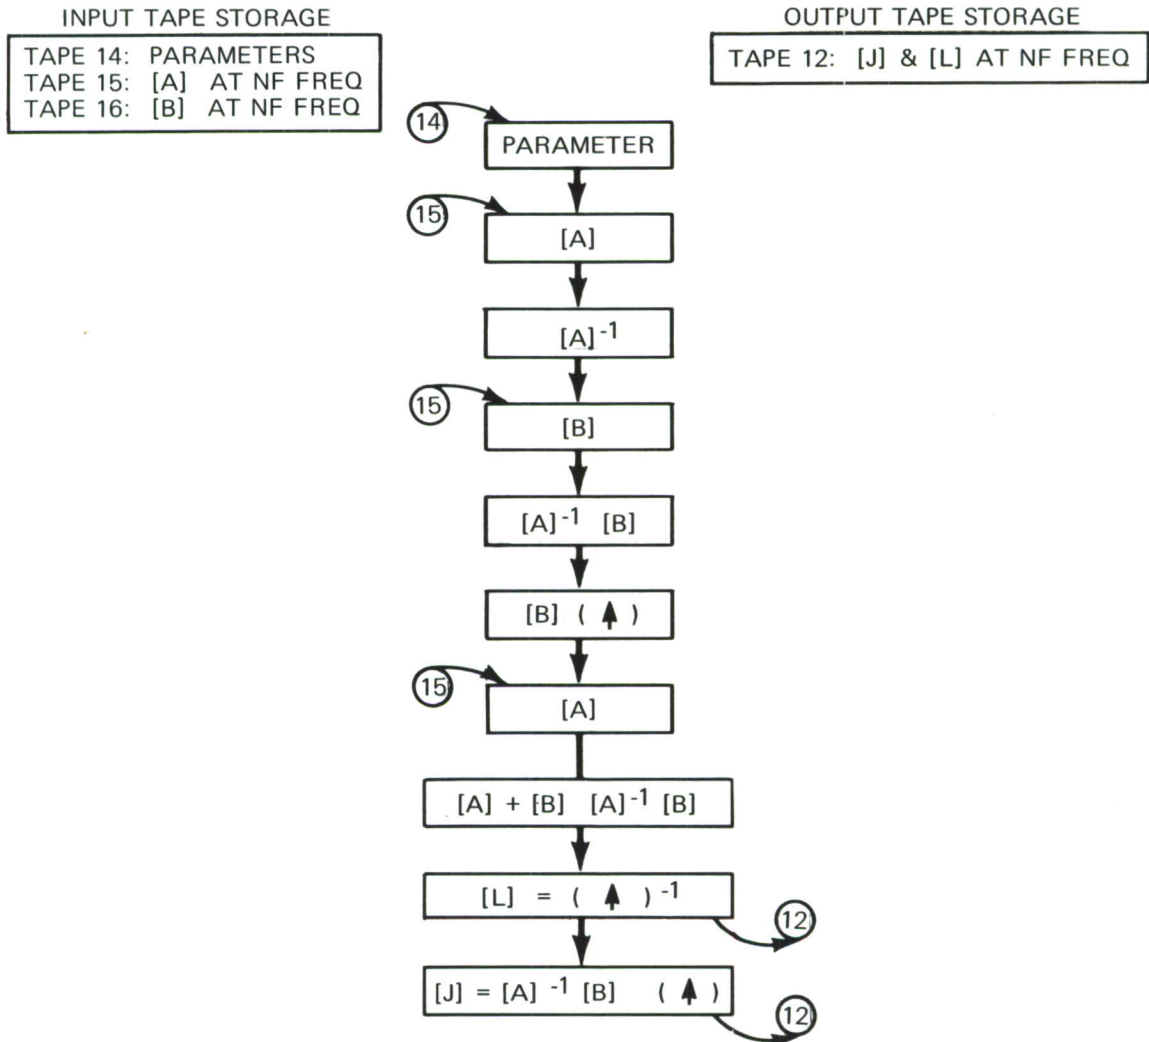 INPUT TAPE STORAGE
TAPE 14: PARAMETERS
TAPE 15: [A] AT NF FREQ
TAPE 16: [B] AT NF FREQ
OUTPUT TAPE STORAGE
TAPE 12: [J] & [L] AT NF FREQ
14
PARAMETER
15
[A]
[A]⁻¹
15
[B]
[A]⁻¹ [B]
[B] ( ↑ )
15
[A]
[A] + [B] [A]⁻¹ [B]
[L] = ( ↑ )⁻¹
12
[J] = [A]⁻¹ [B] ( ↑ )
12